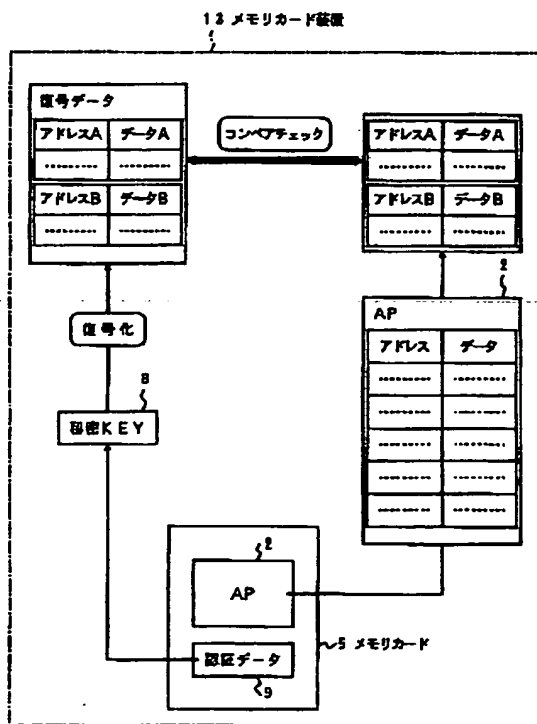 13 メモリカード装置
復号データ
アドレスA データA
......... .........
アドレスB データB
......... .........
コンペアチェック
アドレスA データA
......... .........
アドレスB データB
......... .........
2
AP
アドレス データ
......... .........
......... .........
......... .........
......... .........
......... .........
復号化
8
秘密KEY
2
AP
5 メモリカード
認証データ
9